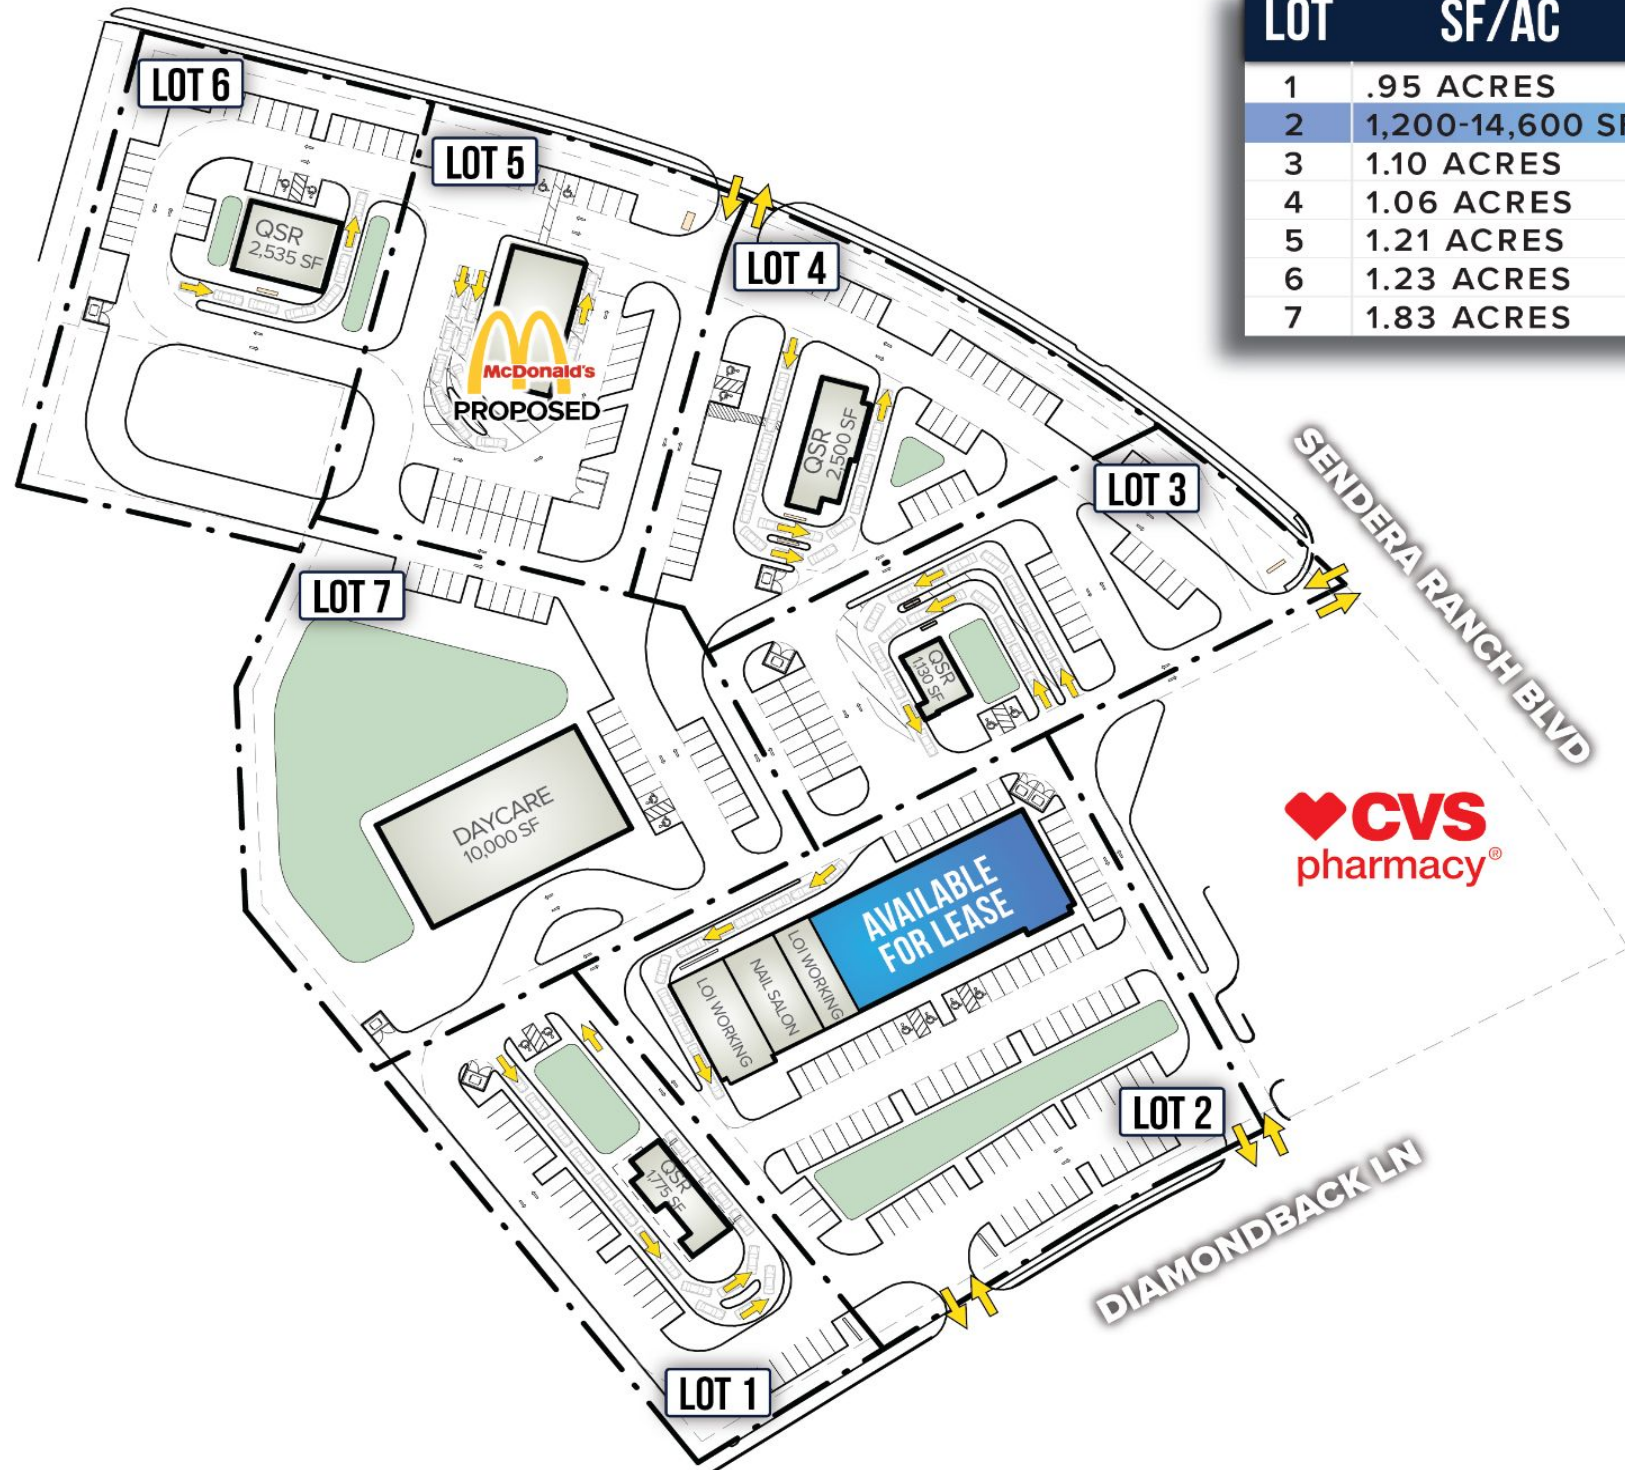 LOT SF/AC
1 .95 ACRES
2 1,200-14,600 SF
3 1.10 ACRES
4 1.06 ACRES
5 1.21 ACRES
6 1.23 ACRES
7 1.83 ACRES
LOT 6
LOT 5
QSR
2,535 SF
LOT 4
McDonald's
PROPOSED
QSR
2,500 SF
LOT 3
SENDERA RANCH BLVD
LOT 7
QSR
1,130 SF
DAYCARE
10,000 SF
CVS
pharmacy®
AVAILABLE
FOR LEASE
LOI WORKING
NAIL SALON
LOI WORKING
LOT 2
QSR
1,775 SF
DIAMONDBACK LN
LOT 1